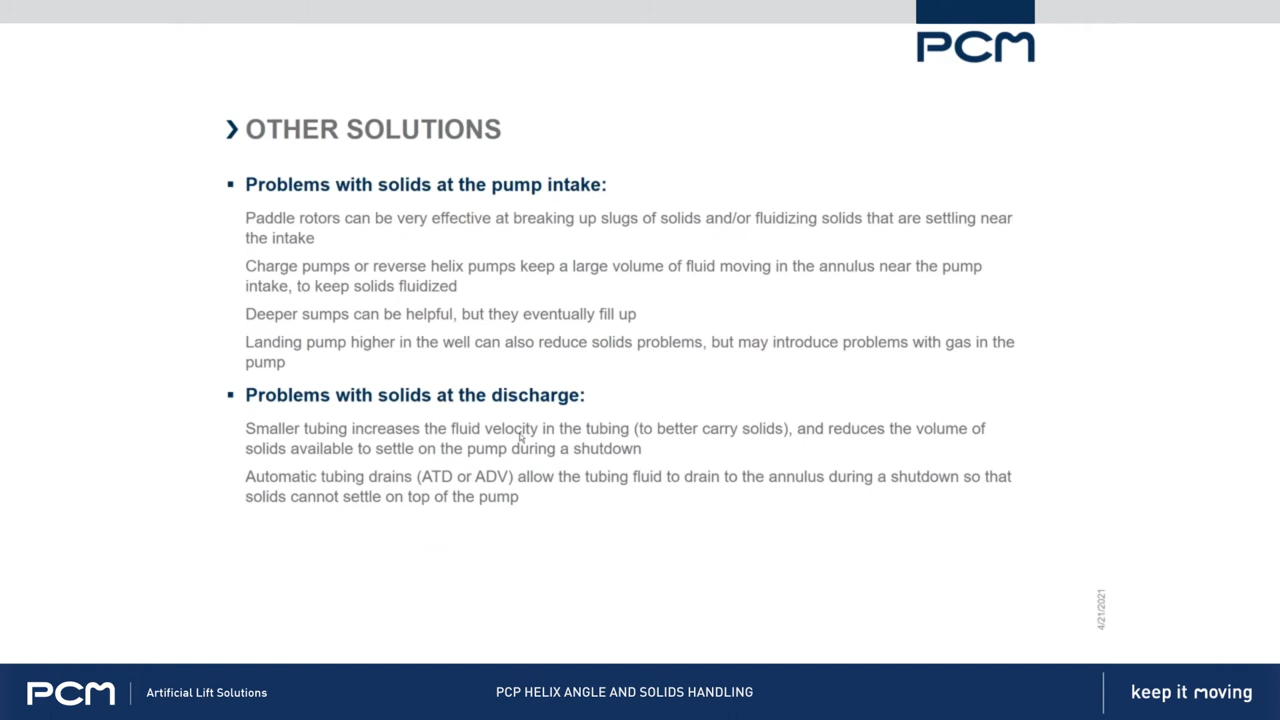 PCM
OTHER SOLUTIONS
Problems with solids at the pump intake:
Paddle rotors can be very effective at breaking up slugs of solids and/or fluidizing solids that are settling near
the intake
Charge pumps or reverse helix pumps keep a large volume of fluid moving in the annulus near the pump
intake, to keep solids fluidized
Deeper sumps can be helpful, but they eventually fill up
Landing pump higher in the well can also reduce solids problems, but may introduce problems with gas in the
pump
Problems with solids at the discharge:
Smaller tubing increases the fluid velocity in the tubing (to better carry solids), and reduces the volume of
solids available to settle on the pump during a shutdown
Automatic tubing drains (ATD or ADV) allow the tubing fluid to drain to the annulus during a shutdown so that
solids cannot settle on top of the pump
4/21/2021
PCM Artificial Lift Solutions
PCP HELIX ANGLE AND SOLIDS HANDLING
keep it moving